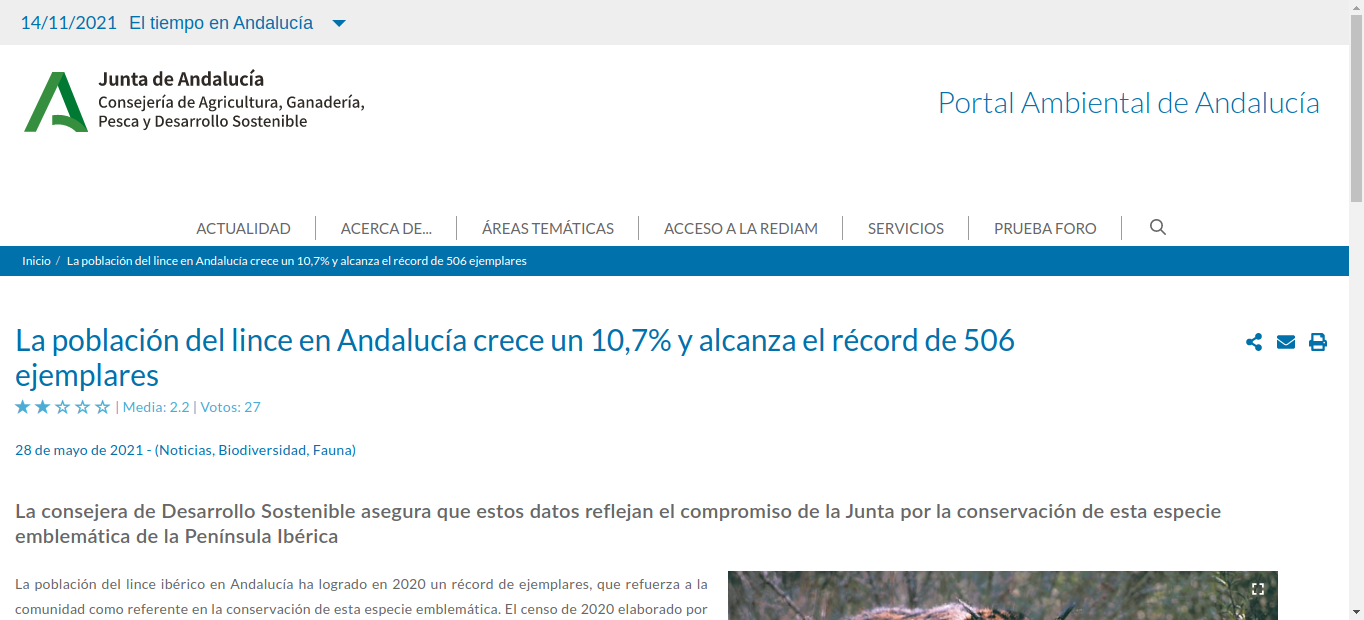 14/11/2021 El tiempo en Andalucía
Junta de Andalucía
Consejería de Agricultura, Ganadería,
Pesca y Desarrollo Sostenible
Portal Ambiental de Andalucía
ACTUALIDAD ACERCA DE... ÁREAS TEMÁTICAS ACCESO A LA REDIAM SERVICIOS PRUEBA FORO
Inicio / La población del lince en Andalucía crece un 10,7% y alcanza el récord de 506 ejemplares
La población del lince en Andalucía crece un 10,7% y alcanza el récord de 506
ejemplares
| Media: 2.2 | Votos: 27
28 de mayo de 2021 - (Noticias, Biodiversidad, Fauna)
La consejera de Desarrollo Sostenible asegura que estos datos reflejan el compromiso de la Junta por la conservación de esta especie
emblemática de la Península Ibérica
La población del lince ibérico en Andalucía ha logrado en 2020 un récord de ejemplares, que refuerza a la
comunidad como referente en la conservación de esta especie emblemática. El censo de 2020 elaborado por